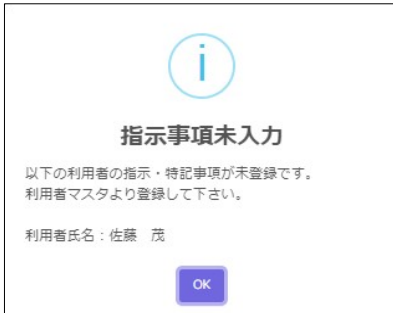 指示事項未入力
以下の利用者の指示・特記事項が未登録です。
利用者マスタより登録して下さい。
利用者氏名：佐藤　茂
OK